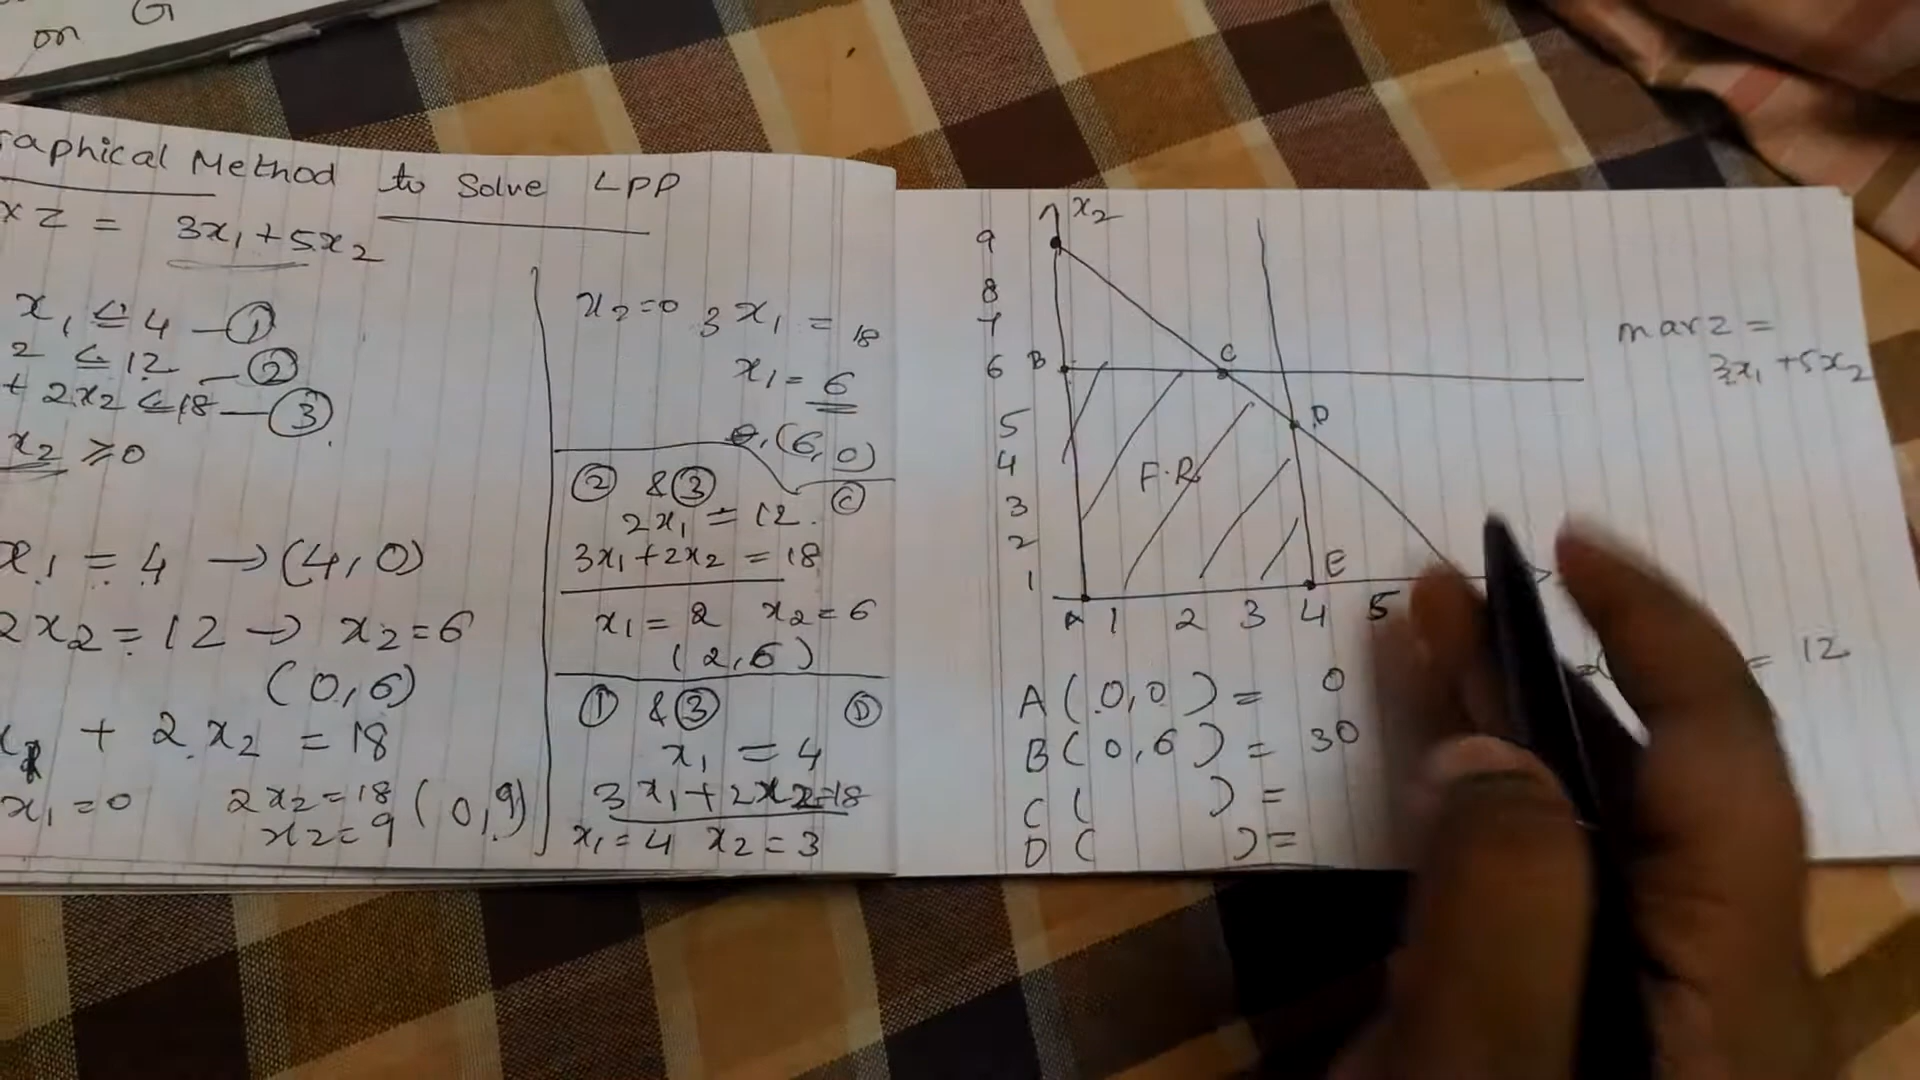 G
on
raphical Method to Solve LPP
x Z = 3x₁ + 5x₂
x₁ ≤ 4 — ①
2 ≤ 12 — ②
+ 2x₂ ≤ 18 — ③
x₂ ≥ 0
x₁ = 4 → (4,0)
2x₂ = 12 → x₂ = 6
(0,6)
+ 2x₂ = 18
x₁ = 0 2x₂ = 18 (0,9)
x₂ = 9
x₂ = 0 3x₁ = 18
x₁ = 6
(6,0)
② & ③ Ⓒ
2x₁ = 12.
3x₁ + 2x₂ = 18
x₁ = 2 x₂ = 6
(2,6)
① & ③ Ⓓ
x₁ = 4
3x₁ + 2x₂ = 18
x₁ = 4 x₂ = 3
x₂
9
8
7
6 B C
5 D
4 F.R
3
2
1 E
A 1 2 3 4 5
A (0,0) = 0
B (0,6) = 30
C ( ) =
D ( ) =
max Z =
3x₁ + 5x₂
= 12